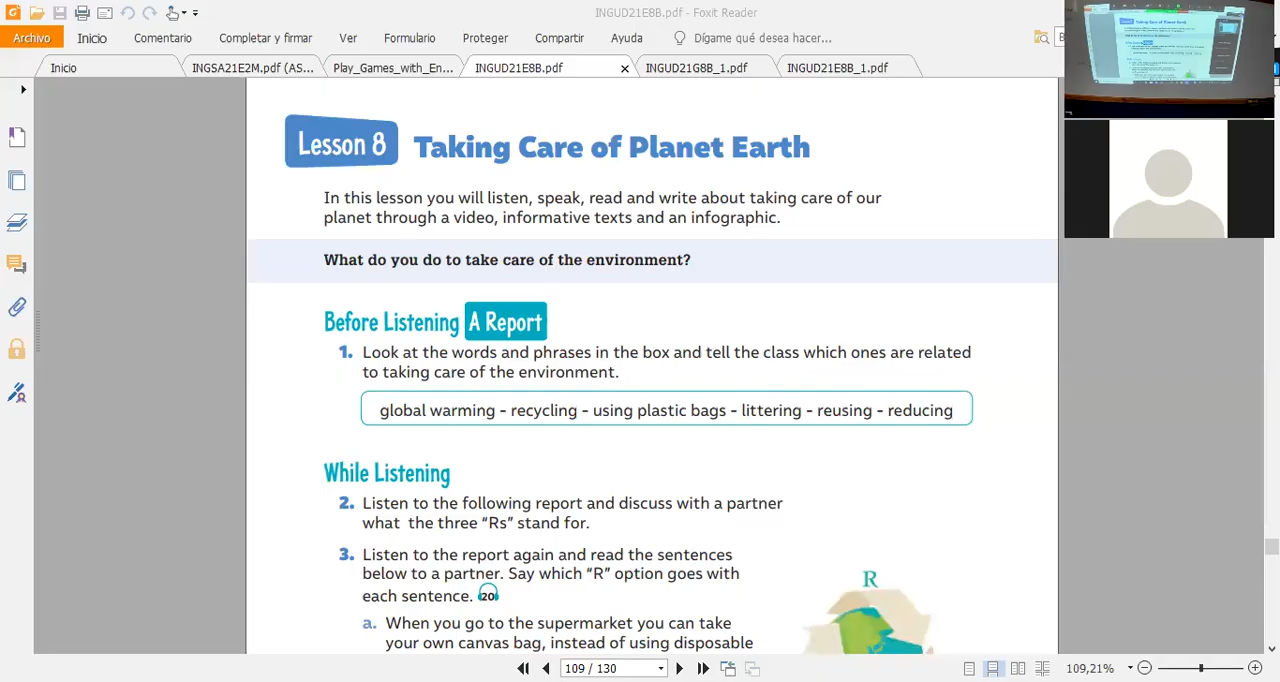 INGUD21E8B.pdf - Foxit Reader
Archivo Inicio Comentario Completar y firmar Ver Formular ger Compartir Ayuda Dígame qué desea hacer...
Inicio INGSA21E2M.pdf (AS... Play_Games_with_En... INGUD21E8B.pdf INGUD21G8B_1.pdf INGUD21E8B_1.pdf
Lesson 8 Taking Care of Planet Earth
In this lesson you will listen, speak, read and write about taking care of our
planet through a video, informative texts and an infographic.
What do you do to take care of the environment?
Before Listening A Report
1. Look at the words and phrases in the box and tell the class which ones are related
to taking care of the environment.
global warming - recycling - using plastic bags - littering - reusing - reducing
While Listening
2. Listen to the following report and discuss with a partner
what the three “Rs” stand for.
3. Listen to the report again and read the sentences
below to a partner. Say which “R” option goes with
each sentence. 20
R
a. When you go to the supermarket you can take
your own canvas bag, instead of using disposable
109 / 130
109,21%